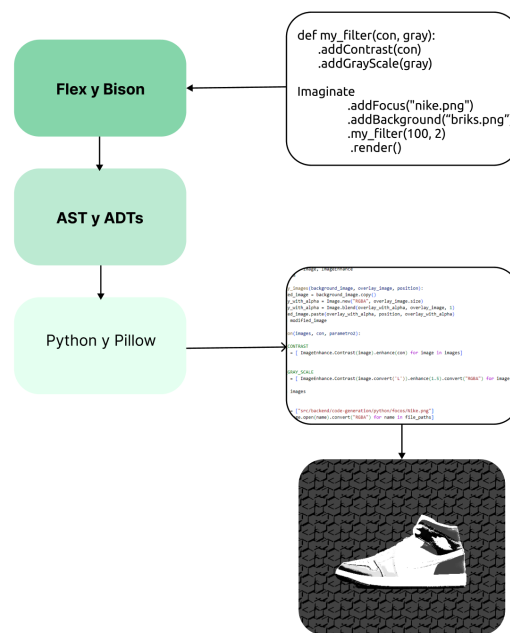 def my_filter(con, gray):
.addContrast(con)
.addGrayScale(gray)
Imaginate
.addFocus("nike.png")
.addBackground("briks.png"
.my_filter(100, 2)
.render()
Flex y Bison
AST y ADTs
Python y Pillow
image, ImageEnhance
y_images(background_image, overlay_image, position):
ed_image = background_image.copy()
y_with_alpha = Image.new("RGBA", overlay_image.size)
y_with_alpha = Image.blend(overlay_with_alpha, overlay_image, 1)
ed_image.paste(overlay_with_alpha, position, overlay_with_alpha)
modified_image
on(images, con, parametro2):
CONTRAST
= [ ImageEnhance.Contrast(image).enhance(con) for image in images]
GRAY_SCALE
= [ ImageEnhance.Contrast(image.convert('L')).enhance(1.5).convert("RGBA") for image
images
= ["src/backend/code-generation/python/focus/Nike.png"]
age.open(name).convert("RGBA") for name in file_paths]